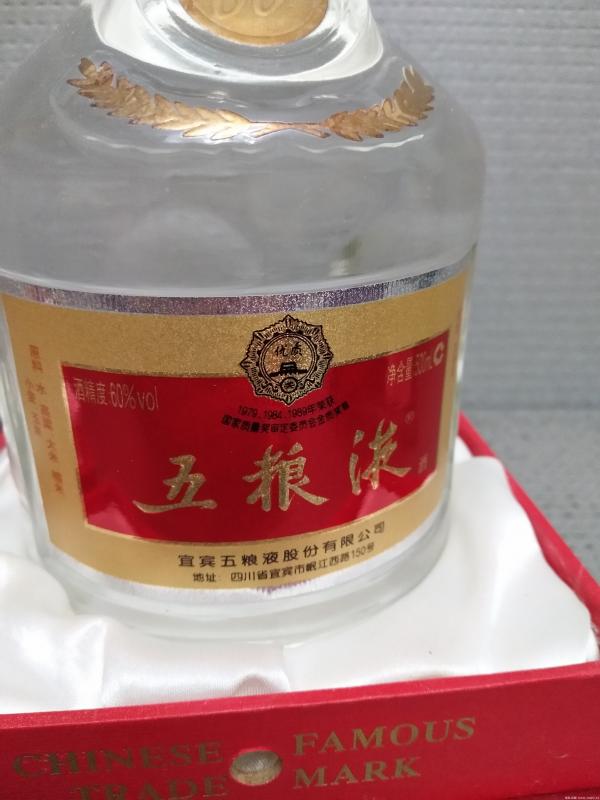 优质
酒精度 60%vol
净含量 500mL C
1979、1984、1989年荣获
国家质量奖审定委员会金质奖章
五粮液®
酒
原料：水 高粱 大米 糯米
小麦 玉米
宜宾五粮液股份有限公司
地址：四川省宜宾市岷江西路150号
CHINESE FAMOUS
TRADE MARK